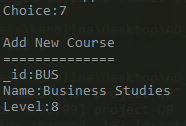 Choice:7
Add New Course
==============
_id:BUS
Name:Business Studies
Level:8